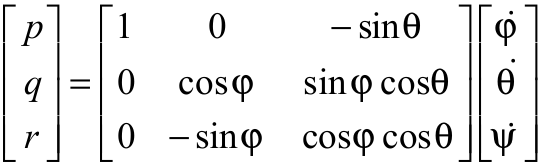 [p] = [1 0 −sinθ] [φ̇]
[q] = [0 cosφ sinφ cosθ] [θ̇]
[r] = [0 −sinφ cosφ cosθ] [ψ̇]